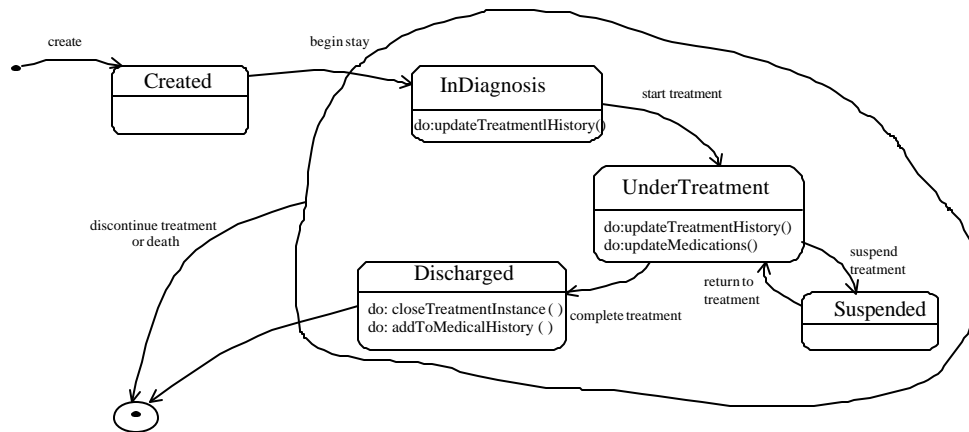 create
Created
begin stay
InDiagnosis
do:updateTreatmentlHistory()
start treatment
UnderTreatment
do:updateTreatmentHistory()
do:updateMedications()
discontinue treatment
or death
Discharged
do: closeTreatmentInstance ( )
do: addToMedicalHistory ( )
complete treatment
return to
treatment
suspend
treatment
Suspended